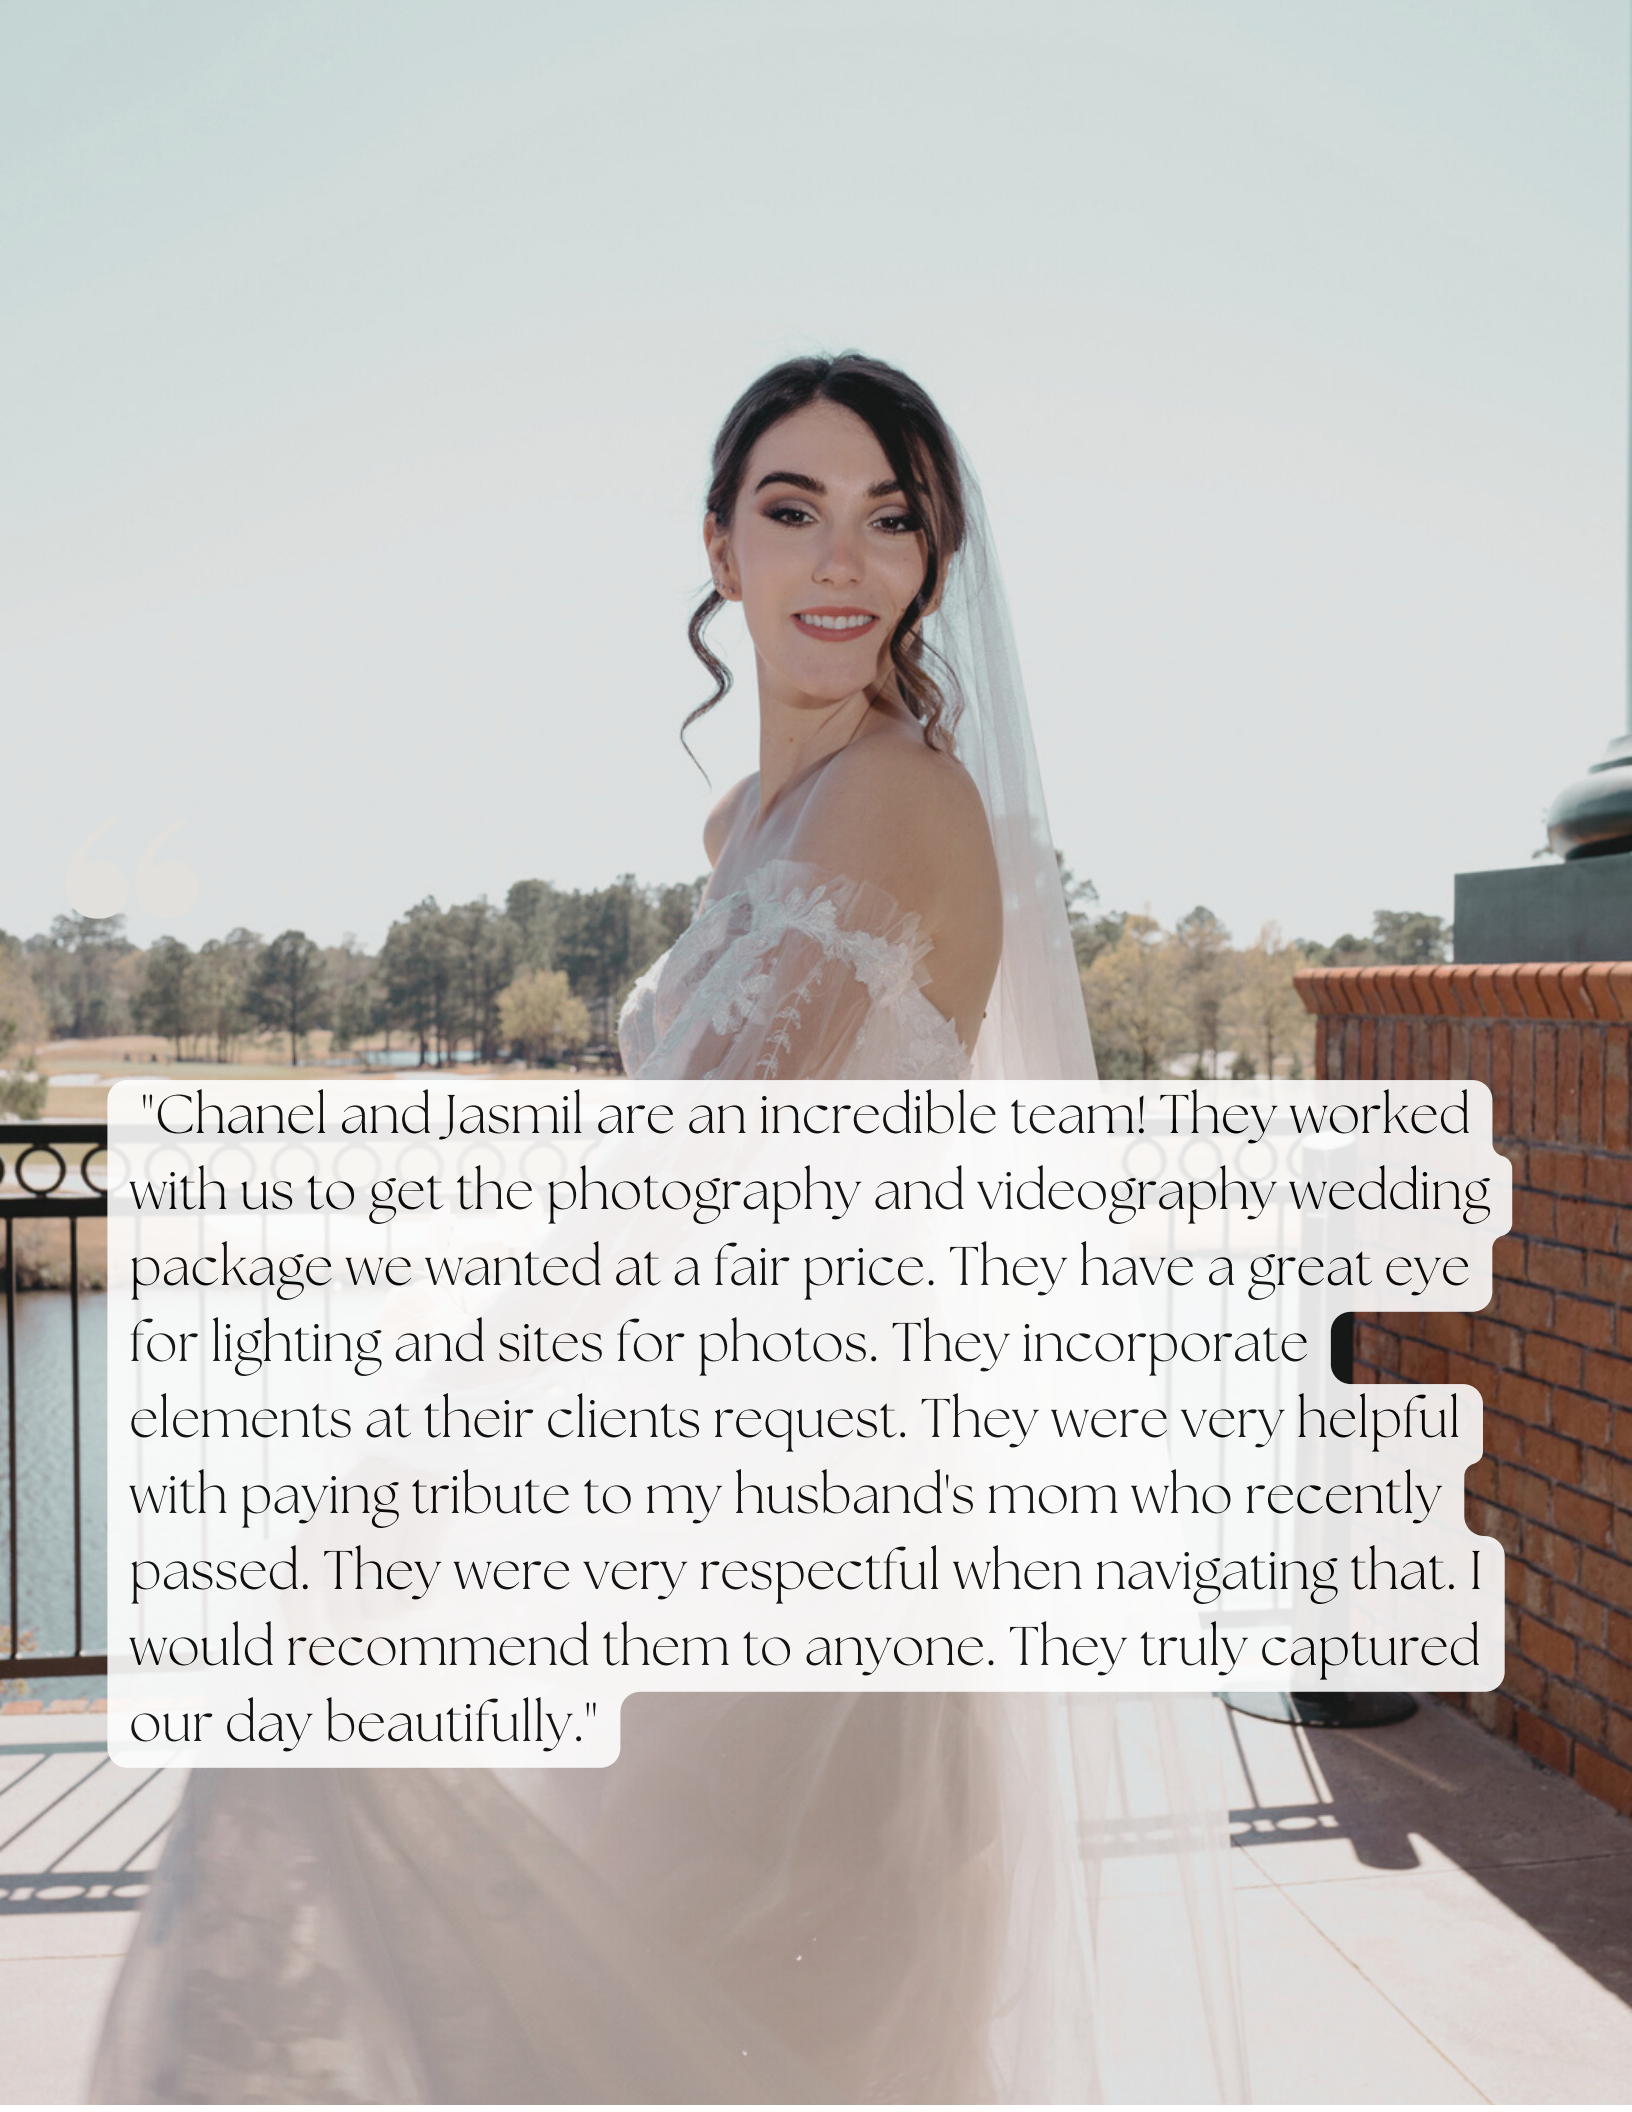 "Chanel and Jasmil are an incredible team! They worked
with us to get the photography and videography wedding
package we wanted at a fair price. They have a great eye
for lighting and sites for photos. They incorporate
elements at their clients request. They were very helpful
with paying tribute to my husband's mom who recently
passed. They were very respectful when navigating that. I
would recommend them to anyone. They truly captured
our day beautifully."